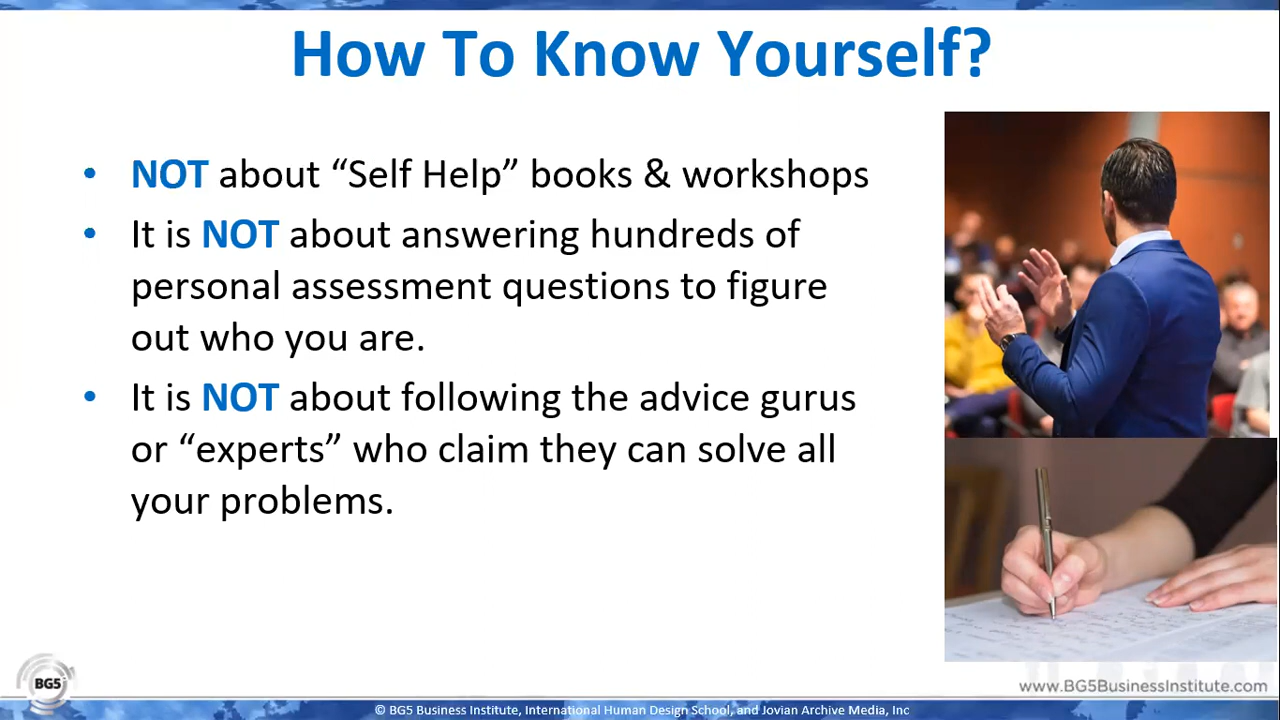 How To Know Yourself?
• NOT about “Self Help” books & workshops
• It is NOT about answering hundreds of
personal assessment questions to figure
out who you are.
• It is NOT about following the advice gurus
or “experts” who claim they can solve all
your problems.
BG5
www.BG5BusinessInstitute.com
© BG5 Business Institute, International Human Design School, and Jovian Archive Media, Inc